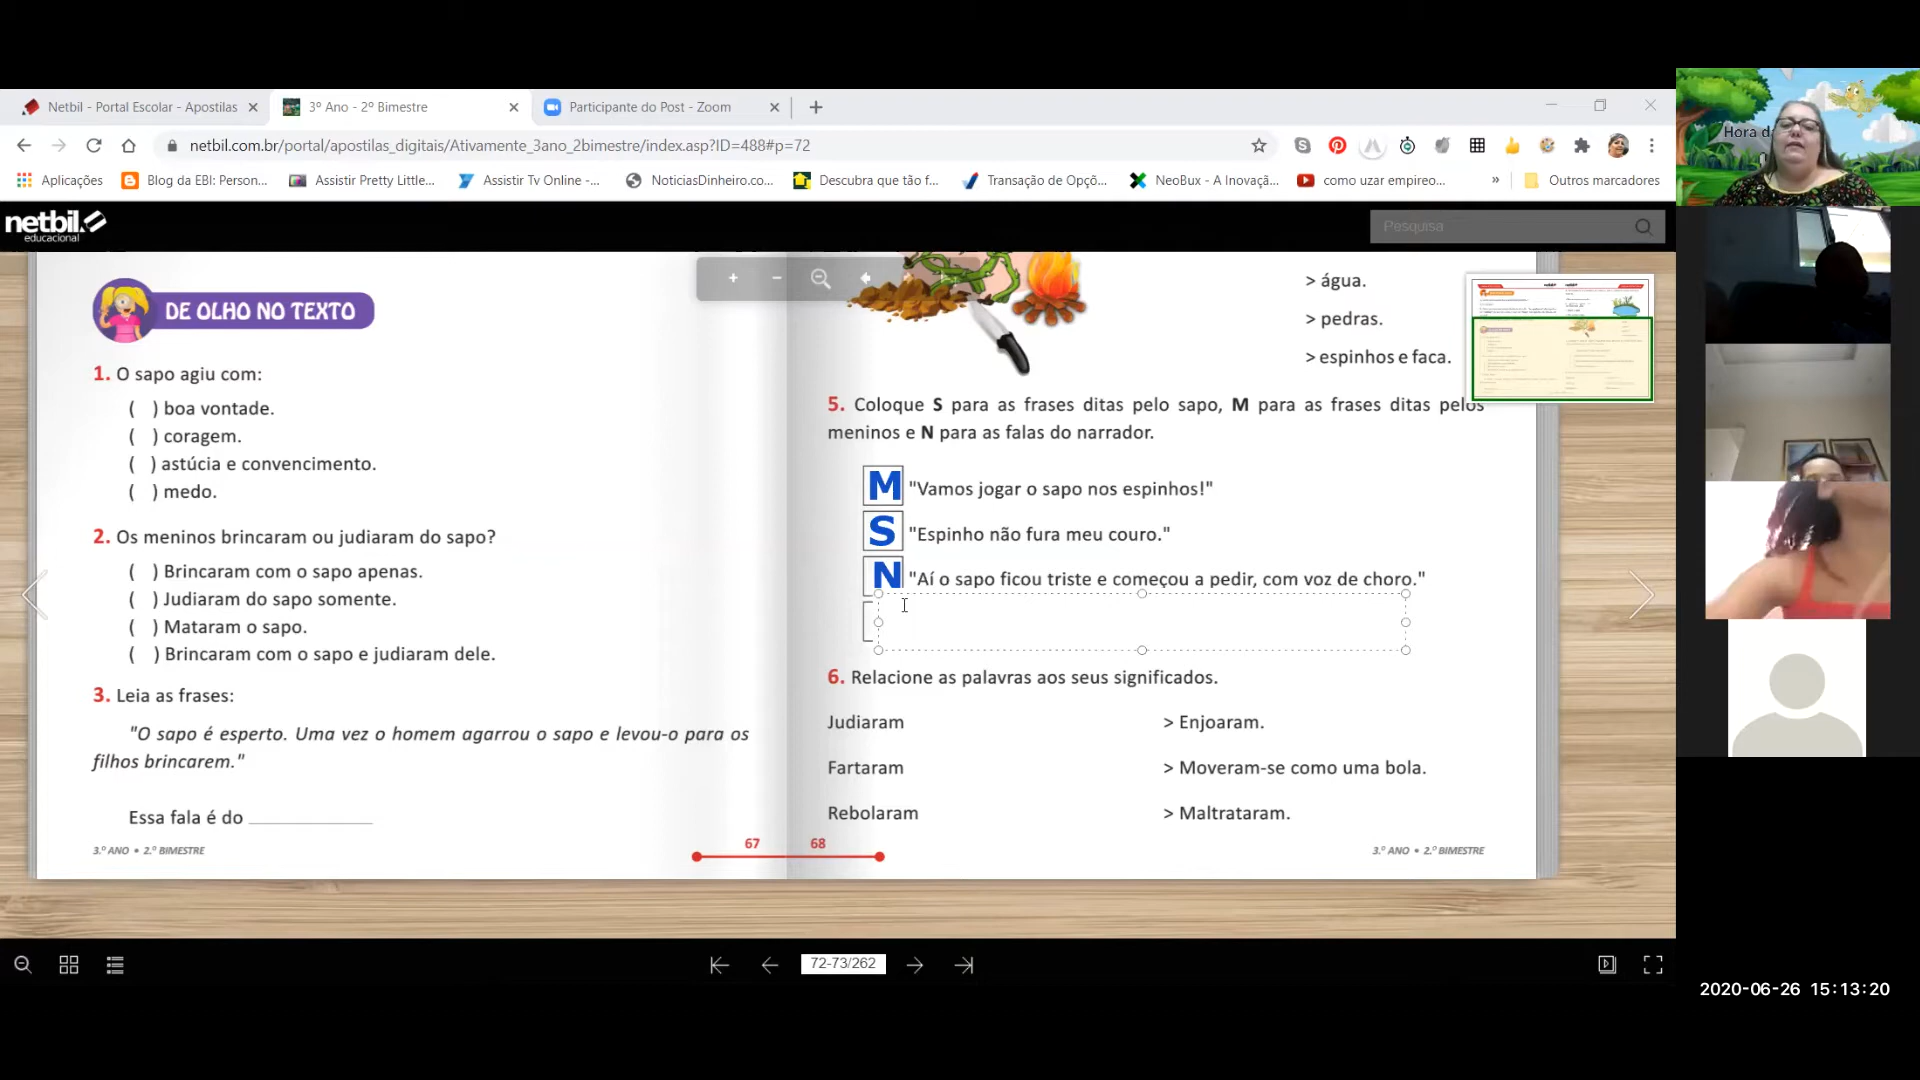 Netbil - Portal Escolar - Apostilas
3º Ano - 2º Bimestre
Participante do Post - Zoom
netbil.com.br/portal/apostilas_digitais/Ativamente_3ano_2bimestre/index.asp?ID=488#p=72
Aplicações
Blog da EBI: Person...
Assistir Pretty Little...
Assistir Tv Online -...
NoticiasDinheiro.co...
Descubra que tão f...
Transação de Opçõ...
NeoBux - A Inovaçã...
como uzar empireo...
»
Outros marcadores
netbil
educacional
Pesquisa
Hora d
DE OLHO NO TEXTO
1. O sapo agiu com:
( ) boa vontade.
( ) coragem.
( ) astúcia e convencimento.
( ) medo.
2. Os meninos brincaram ou judiaram do sapo?
( ) Brincaram com o sapo apenas.
( ) Judiaram do sapo somente.
( ) Mataram o sapo.
( ) Brincaram com o sapo e judiaram dele.
3. Leia as frases:
"O sapo é esperto. Uma vez o homem agarrou o sapo e levou-o para os
filhos brincarem."
Essa fala é do ____________
3.º ANO • 2.º BIMESTRE
67
68
> água.
> pedras.
> espinhos e faca.
5. Coloque S para as frases ditas pelo sapo, M para as frases ditas pelos
meninos e N para as falas do narrador.
M "Vamos jogar o sapo nos espinhos!"
S "Espinho não fura meu couro."
N "Aí o sapo ficou triste e começou a pedir, com voz de choro."
6. Relacione as palavras aos seus significados.
Judiaram > Enjoaram.
Fartaram > Moveram-se como uma bola.
Rebolaram > Maltrataram.
3.º ANO • 2.º BIMESTRE
72-73/262
2020-06-26 15:13:20